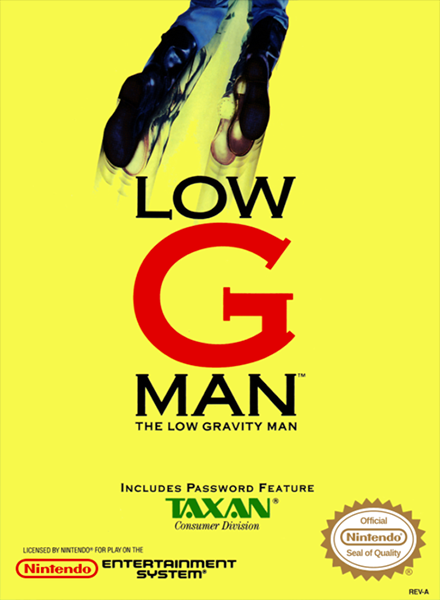 LOW
G
MAN™
THE LOW GRAVITY MAN
INCLUDES PASSWORD FEATURE
TAXAN®
Consumer Division
LICENSED BY NINTENDO® FOR PLAY ON THE
Nintendo ENTERTAINMENT
SYSTEM®
Official
Nintendo
Seal of Quality
®
REV-A